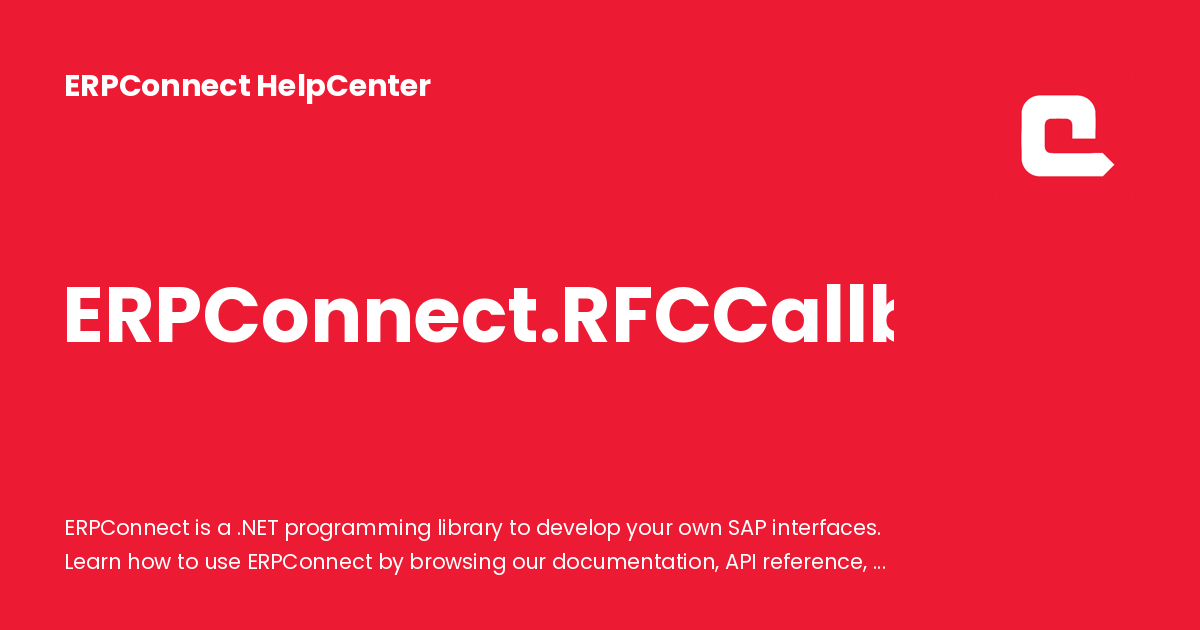 ERPConnect HelpCenter
ERPConnect.RFCCallb
ERPConnect is a .NET programming library to develop your own SAP interfaces.
Learn how to use ERPConnect by browsing our documentation, API reference, ...